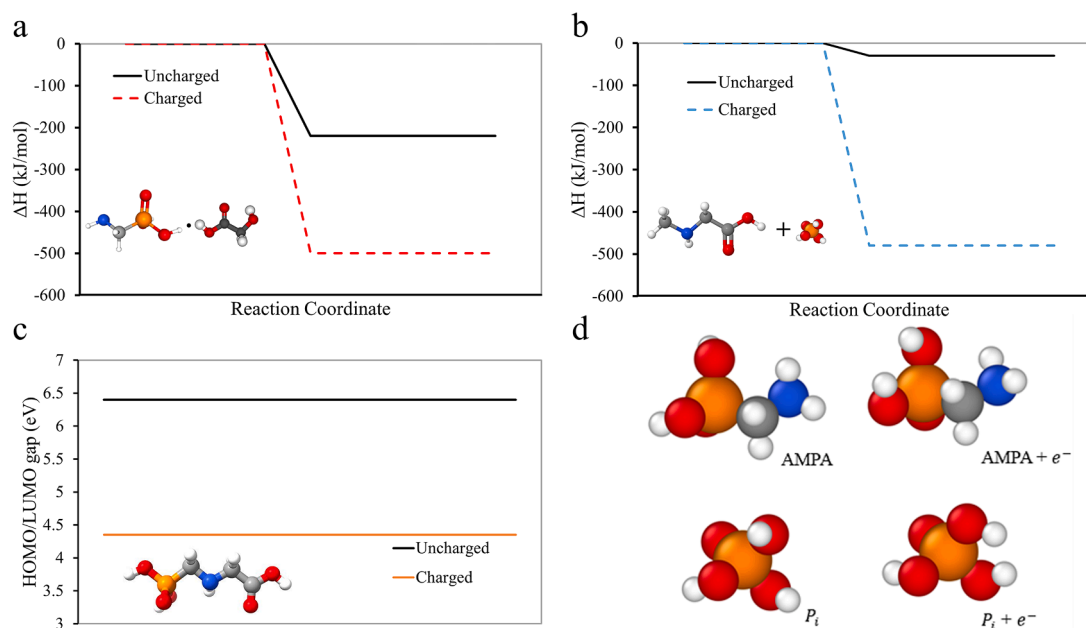 a
0
-100
-200
-300
-400
-500
-600
ΔH (kJ/mol)
Uncharged
Charged
Reaction Coordinate
b
0
-100
-200
-300
-400
-500
-600
ΔH (kJ/mol)
Uncharged
Charged
+
Reaction Coordinate
c
7
6.5
6
5.5
5
4.5
4
3.5
3
HOMO/LUMO gap (eV)
Uncharged
Charged
d
AMPA
AMPA + e⁻
Pᵢ
Pᵢ + e⁻